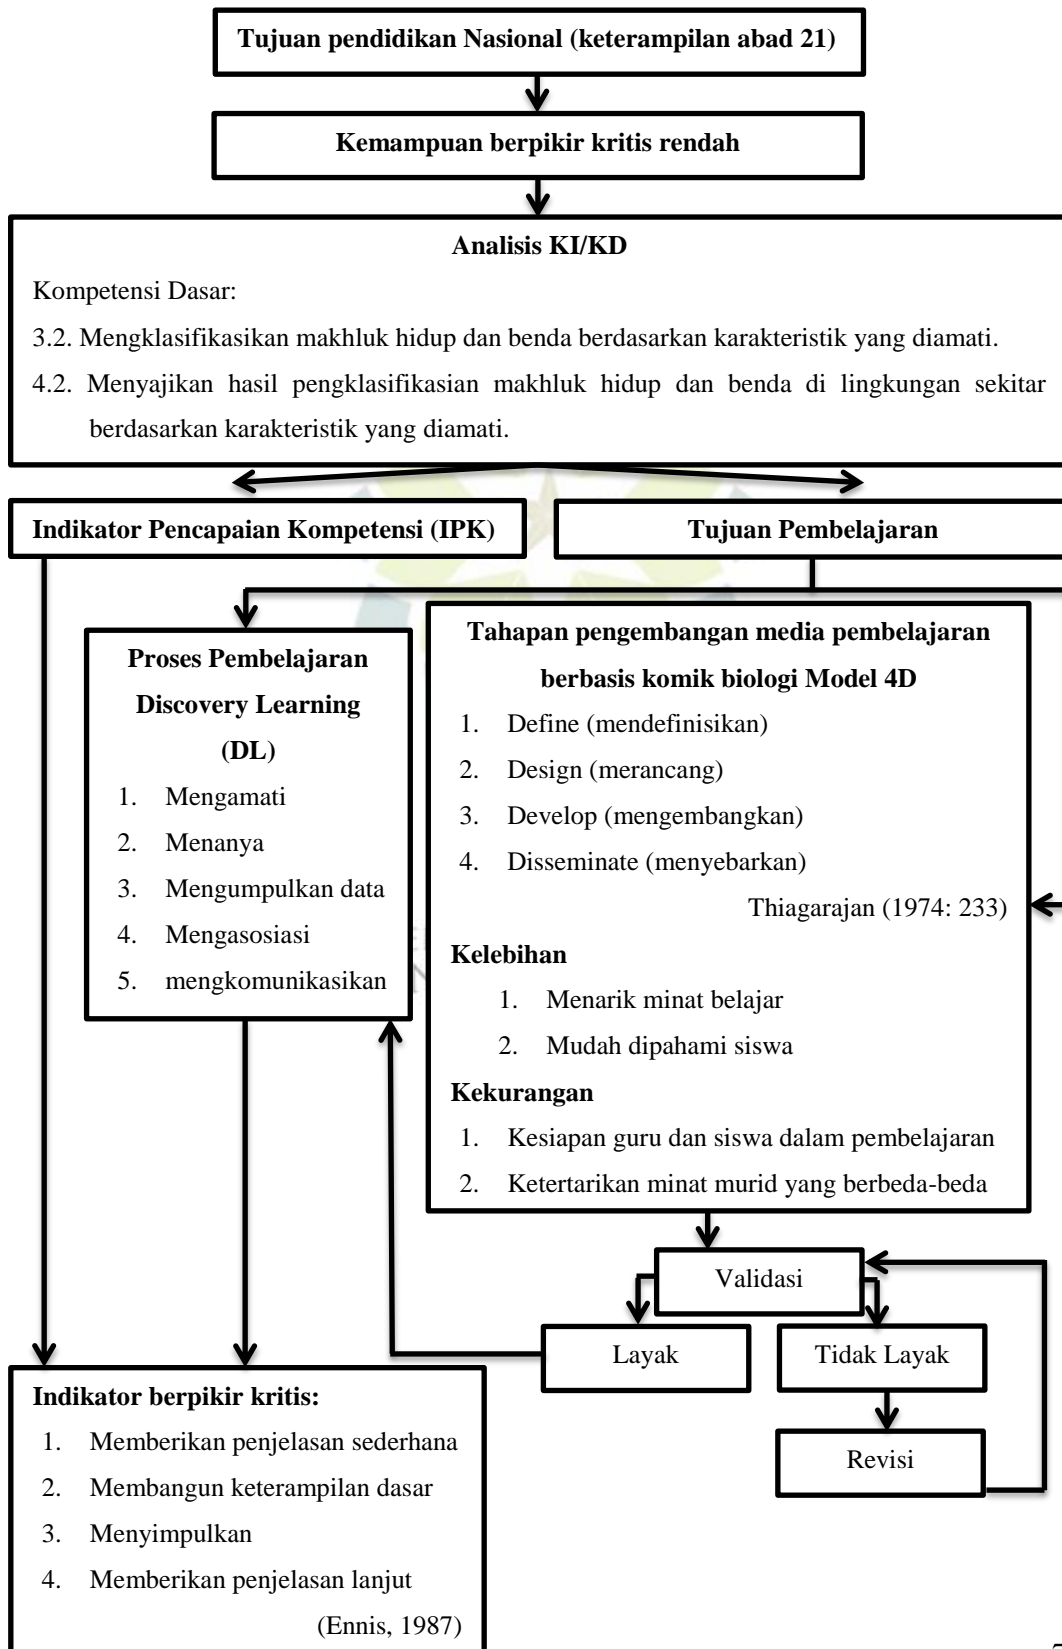 Tujuan pendidikan Nasional (keterampilan abad 21)
Kemampuan berpikir kritis rendah
Analisis KI/KD
Kompetensi Dasar:
3.2. Mengklasifikasikan makhluk hidup dan benda berdasarkan karakteristik yang diamati.
4.2. Menyajikan hasil pengklasifikasian makhluk hidup dan benda di lingkungan sekitar
berdasarkan karakteristik yang diamati.
Indikator Pencapaian Kompetensi (IPK)
Tujuan Pembelajaran
Proses Pembelajaran
Discovery Learning
(DL)
1. Mengamati
2. Menanya
3. Mengumpulkan data
4. Mengasosiasi
5. mengkomunikasikan
Tahapan pengembangan media pembelajaran
berbasis komik biologi Model 4D
1. Define (mendefinisikan)
2. Design (merancang)
3. Develop (mengembangkan)
4. Disseminate (menyebarkan)
Thiagarajan (1974: 233)
Kelebihan
1. Menarik minat belajar
2. Mudah dipahami siswa
Kekurangan
1. Kesiapan guru dan siswa dalam pembelajaran
2. Ketertarikan minat murid yang berbeda-beda
Validasi
Layak
Tidak Layak
Revisi
Indikator berpikir kritis:
1. Memberikan penjelasan sederhana
2. Membangun keterampilan dasar
3. Menyimpulkan
4. Memberikan penjelasan lanjut
(Ennis, 1987)